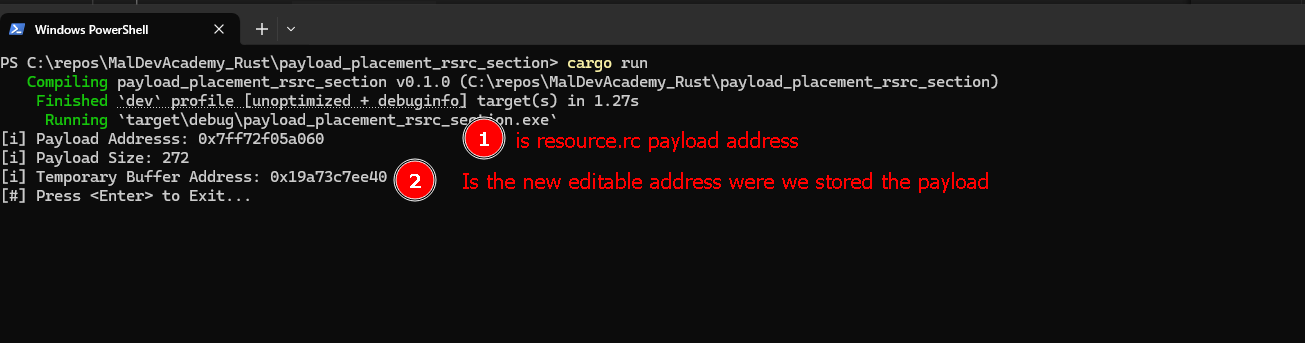 Windows PowerShell
PS C:\repos\MalDevAcademy_Rust\payload_placement_rsrc_section> cargo run
Compiling payload_placement_rsrc_section v0.1.0 (C:\repos\MalDevAcademy_Rust\payload_placement_rsrc_section)
Finished `dev` profile [unoptimized + debuginfo] target(s) in 1.27s
Running `target\debug\payload_placement_rsrc_section.exe`
[i] Payload Addresss: 0x7ff72f05a060 1 is resource.rc payload address
[i] Payload Size: 272
[i] Temporary Buffer Address: 0x19a73c7ee40 2 Is the new editable address were we stored the payload
[#] Press <Enter> to Exit...